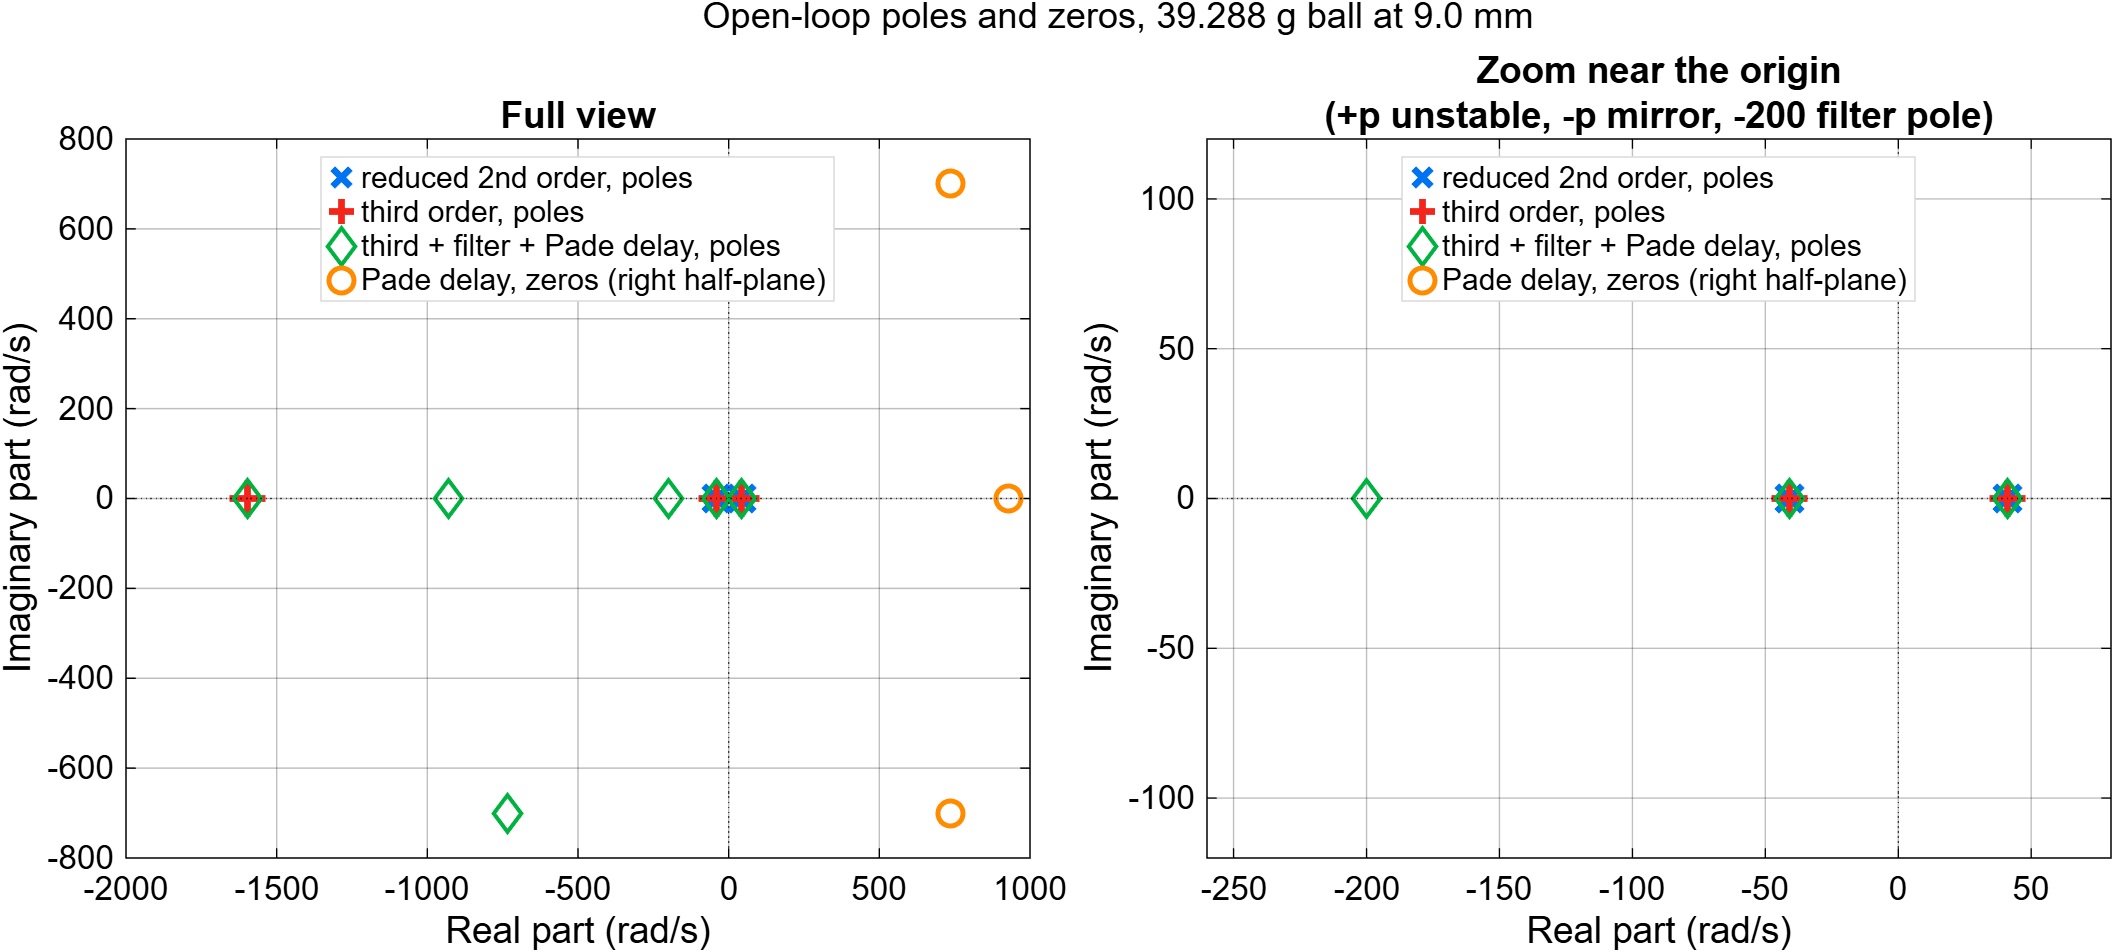 Open-loop poles and zeros, 39.288 g ball at 9.0 mm
Full view
800
600
400
200
0
-200
-400
-600
-800
-2000
-1500
-1000
-500
0
500
1000
Imaginary part (rad/s)
Real part (rad/s)
reduced 2nd order, poles
third order, poles
third + filter + Pade delay, poles
Pade delay, zeros (right half-plane)
Zoom near the origin
(+p unstable, -p mirror, -200 filter pole)
100
50
0
-50
-100
-250
-200
-150
-100
-50
0
50
Imaginary part (rad/s)
Real part (rad/s)
reduced 2nd order, poles
third order, poles
third + filter + Pade delay, poles
Pade delay, zeros (right half-plane)